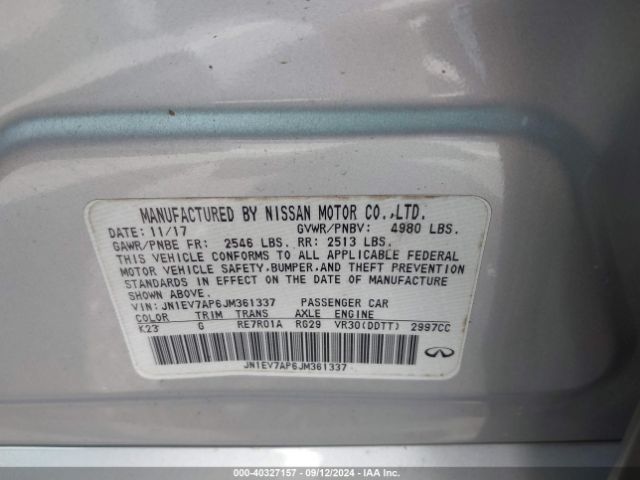 MANUFACTURED BY NISSAN MOTOR CO.,LTD.
DATE: 11/17 GVWR/PNBV: 4980 LBS.
GAWR/PNBE FR: 2546 LBS. RR: 2513 LBS.
THIS VEHICLE CONFORMS TO ALL APPLICABLE FEDERAL
MOTOR VEHICLE SAFETY,BUMPER,AND THEFT PREVENTION
STANDARDS IN EFFECT ON THE DATE OF MANUFACTURE
SHOWN ABOVE.
VIN: JN1EV7AP6JM361337 PASSENGER CAR
COLOR TRIM TRANS AXLE ENGINE
K23 G RE7R01A RG29 VR30(DDTT) 2997CC
JN1EV7AP6JM361337
000-40327157 - 09/12/2024 - IAA Inc.